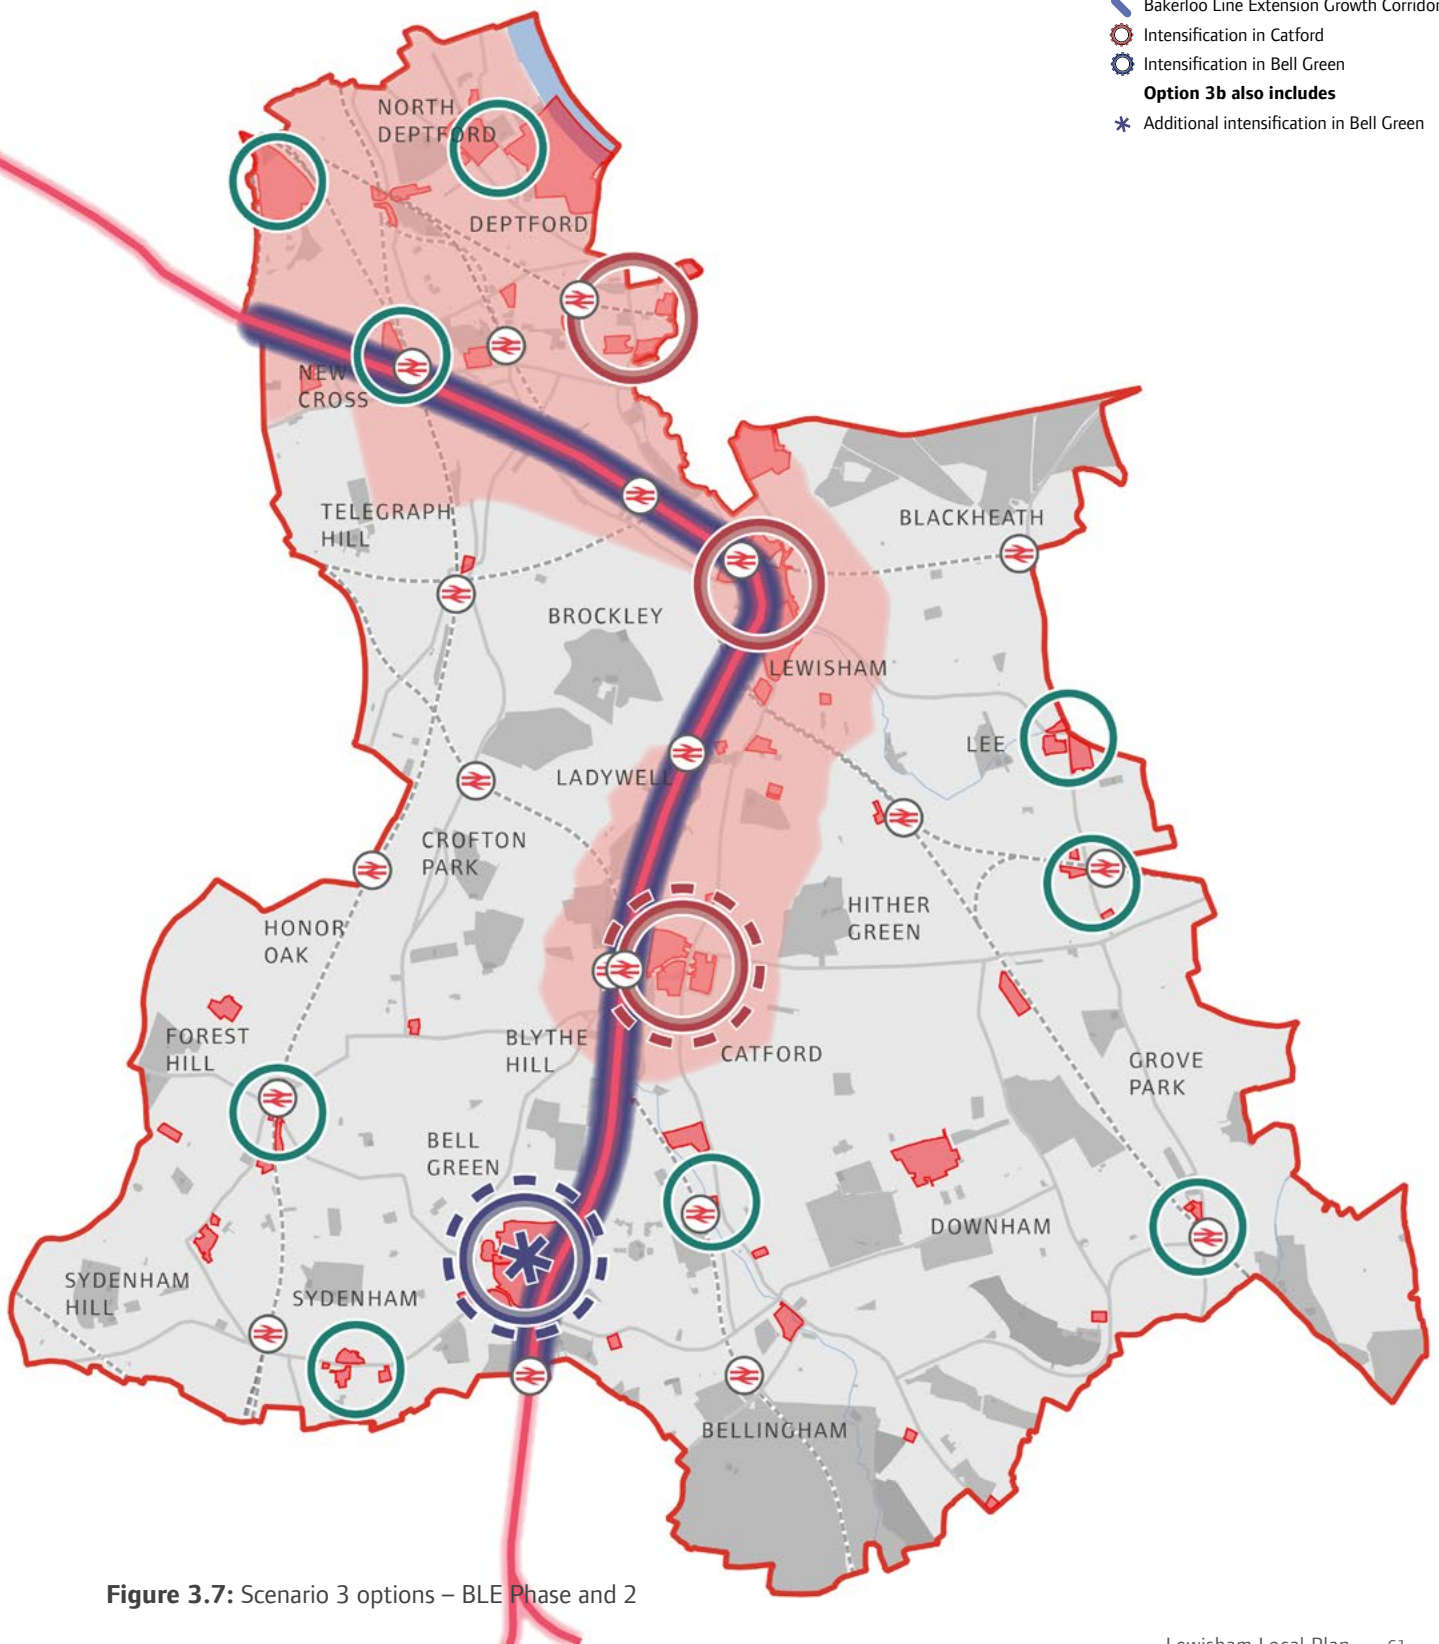 Bakerloo Line Extension Growth Corridor
Intensification in Catford
Intensification in Bell Green
Option 3b also includes
Additional intensification in Bell Green
NORTH
DEPTFORD
DEPTFORD
NEW
CROSS
TELEGRAPH
HILL
BLACKHEATH
BROCKLEY
LEWISHAM
LEE
LADYWELL
CROFTON
PARK
HITHER
GREEN
HONOR
OAK
FOREST
HILL
BLYTHE
HILL
CATFORD
GROVE
PARK
BELL
GREEN
DOWNHAM
SYDENHAM
HILL
SYDENHAM
BELLINGHAM
Figure 3.7: Scenario 3 options – BLE Phase and 2
Lewisham Local Plan 61